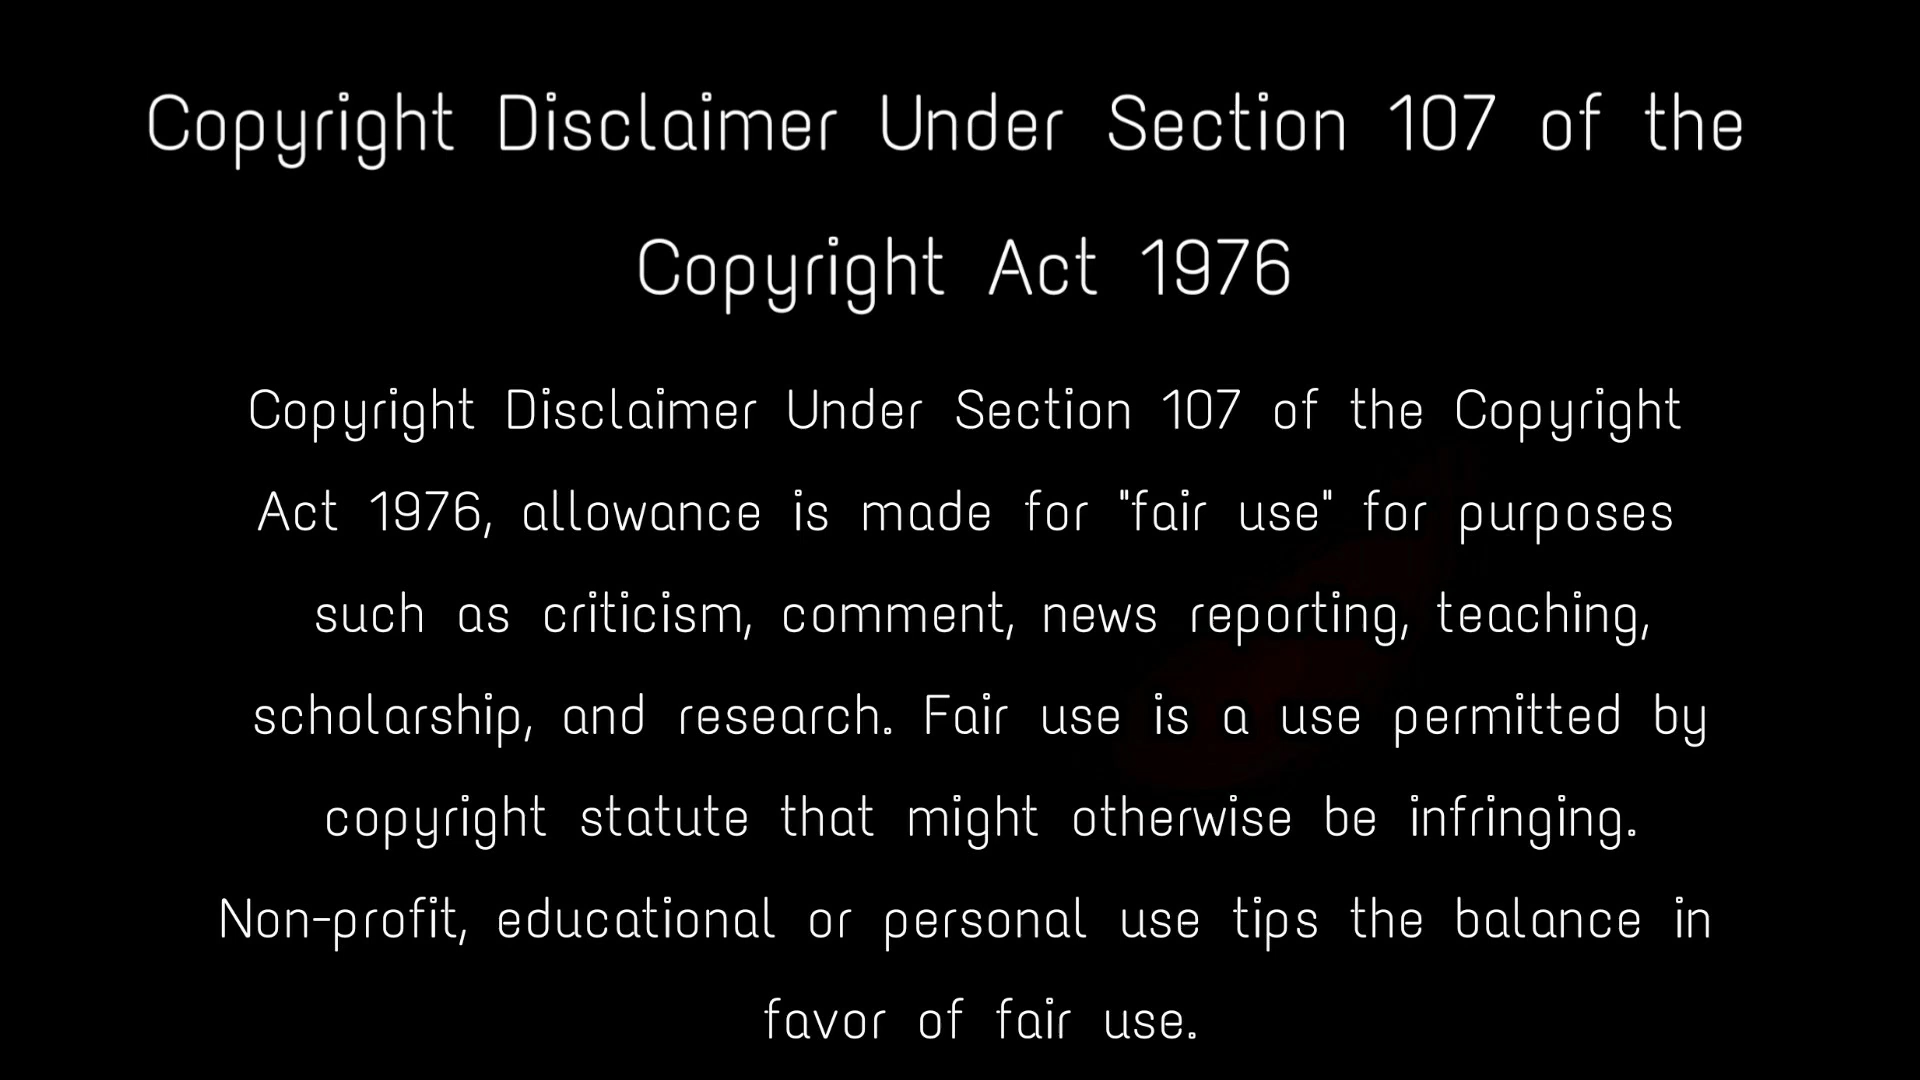 Copyright Disclaimer Under Section 107 of the
Copyright Act 1976
Copyright Disclaimer Under Section 107 of the Copyright
Act 1976, allowance is made for "fair use" for purposes
such as criticism, comment, news reporting, teaching,
scholarship, and research. Fair use is a use permitted by
copyright statute that might otherwise be infringing.
Non-profit, educational or personal use tips the balance in
favor of fair use.